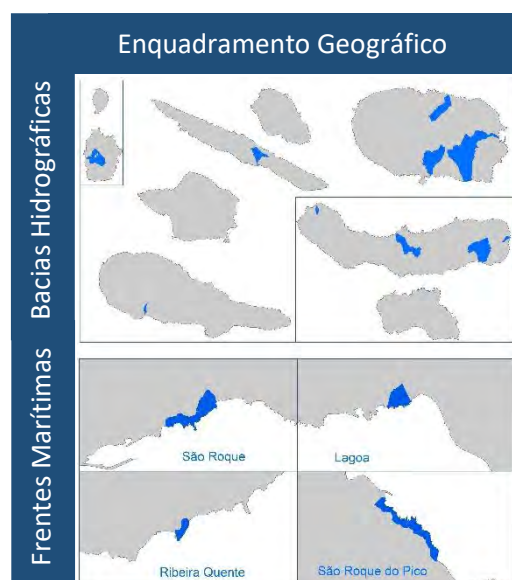 Enquadramento Geográfico
Bacias Hidrográficas
Frentes Marítimas
São Roque
Lagoa
Ribeira Quente
São Roque do Pico